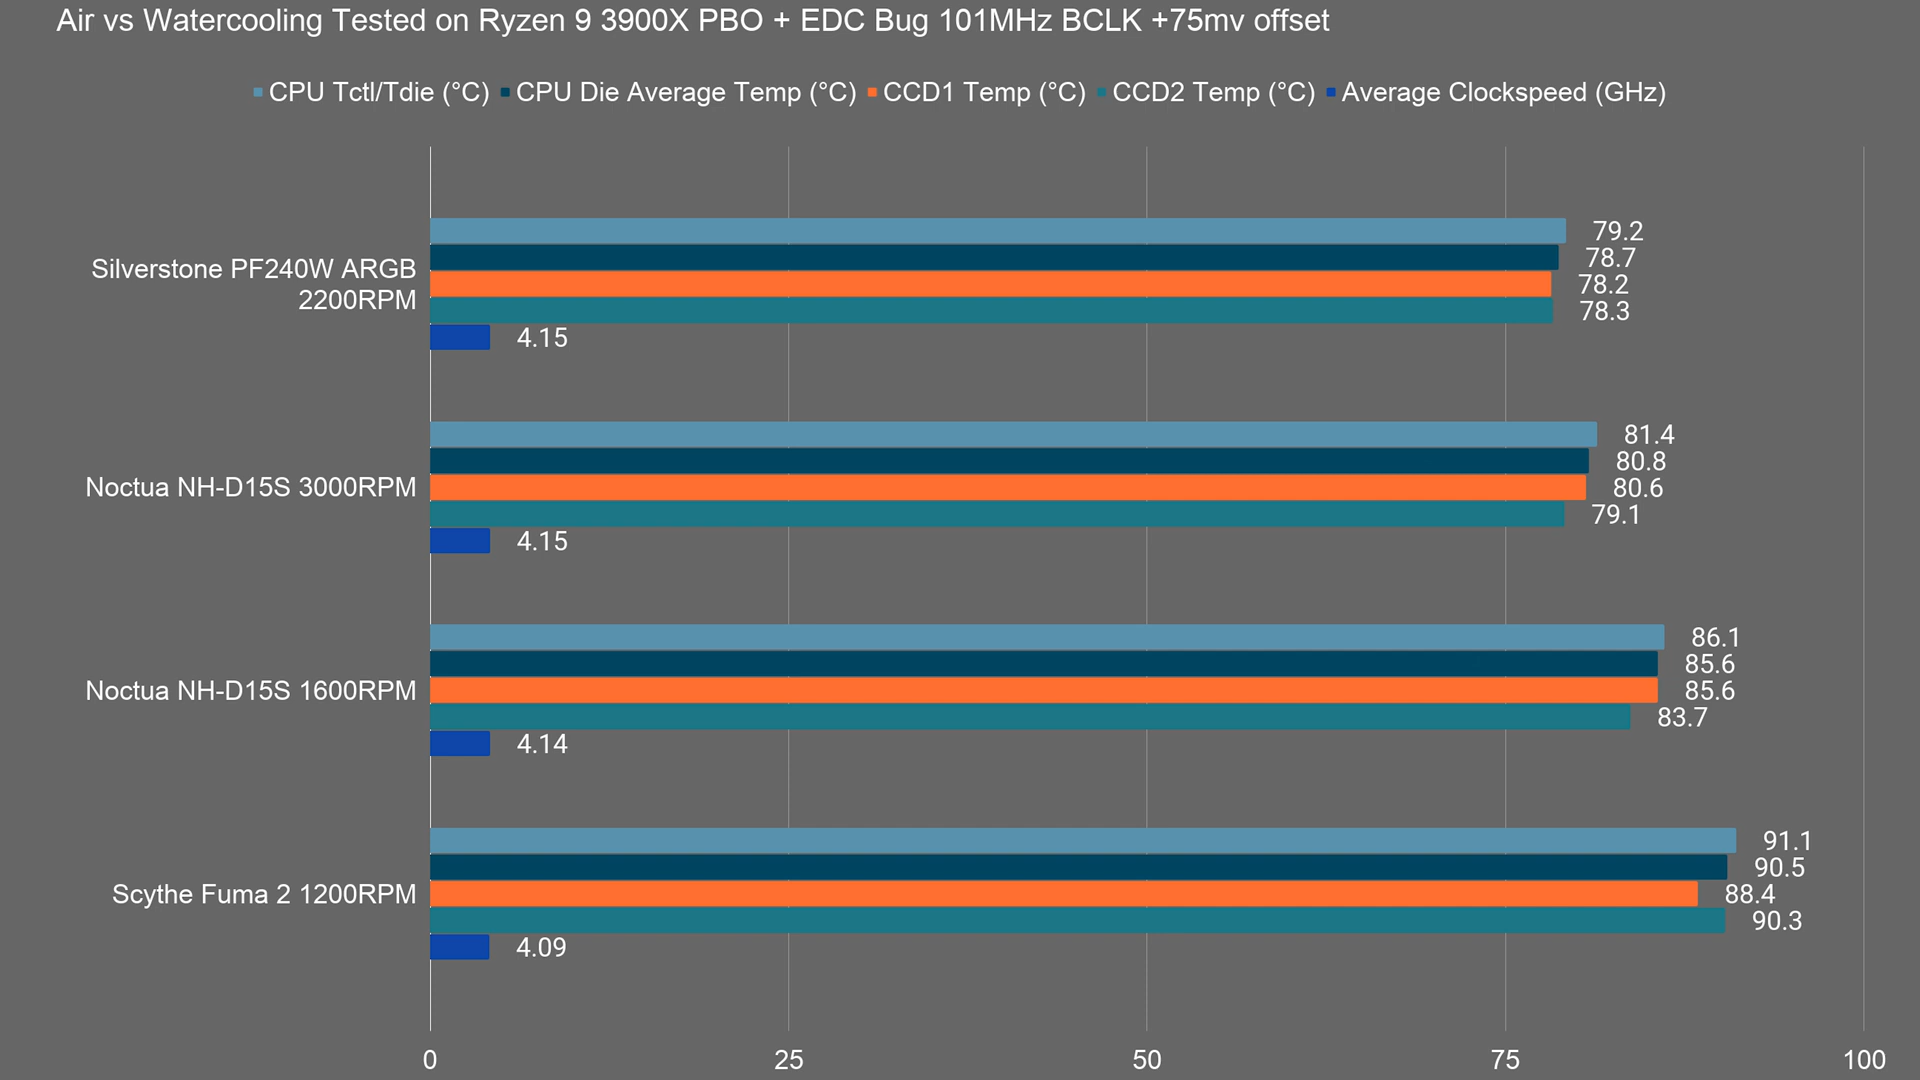 Air vs Watercooling Tested on Ryzen 9 3900X PBO + EDC Bug 101MHz BCLK +75mv offset
CPU Tctl/Tdie (°C) CPU Die Average Temp (°C) CCD1 Temp (°C) CCD2 Temp (°C) Average Clockspeed (GHz)
Silverstone PF240W ARGB
2200RPM
79.2
78.7
78.2
78.3
4.15
Noctua NH-D15S 3000RPM
81.4
80.8
80.6
79.1
4.15
Noctua NH-D15S 1600RPM
86.1
85.6
85.6
83.7
4.14
Scythe Fuma 2 1200RPM
91.1
90.5
88.4
90.3
4.09
0 25 50 75 100